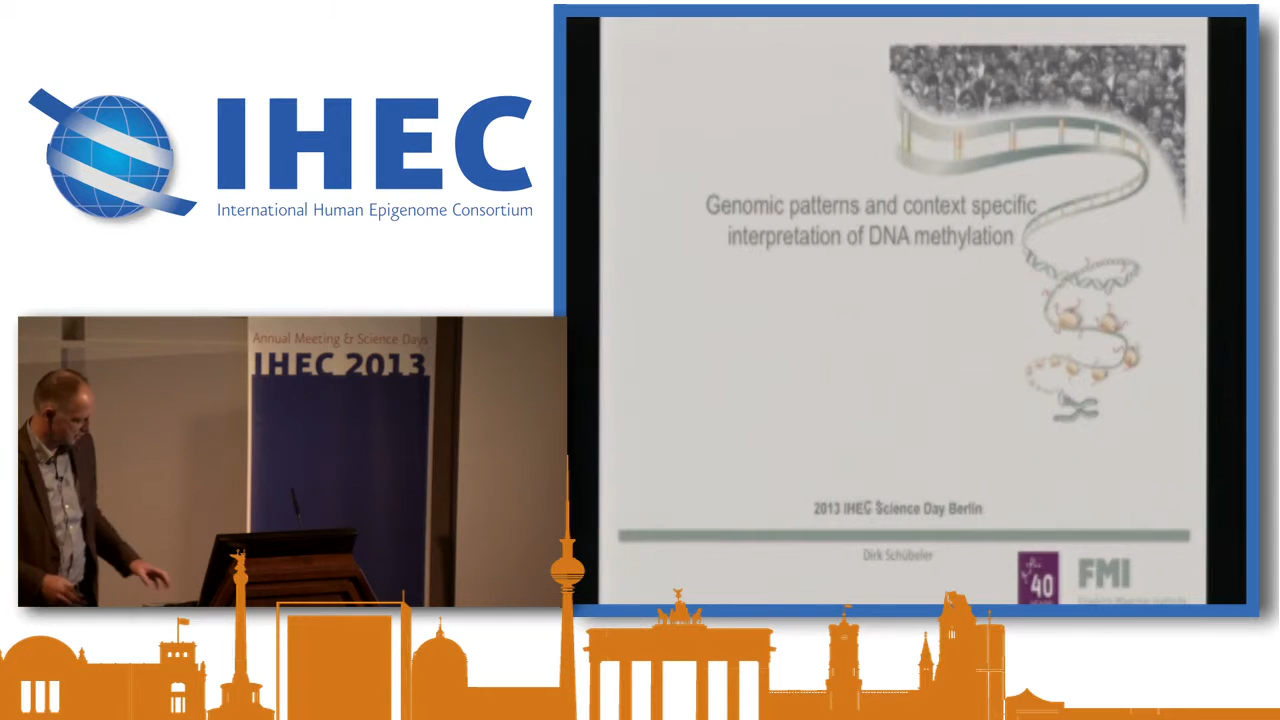 IHEC
International Human Epigenome Consortium
Annual Meeting & Science Days
IHEC 2013
Genomic patterns and context specific
interpretation of DNA methylation
2013 IHEC Science Day Berlin
Dirk Schübeler
40
FMI